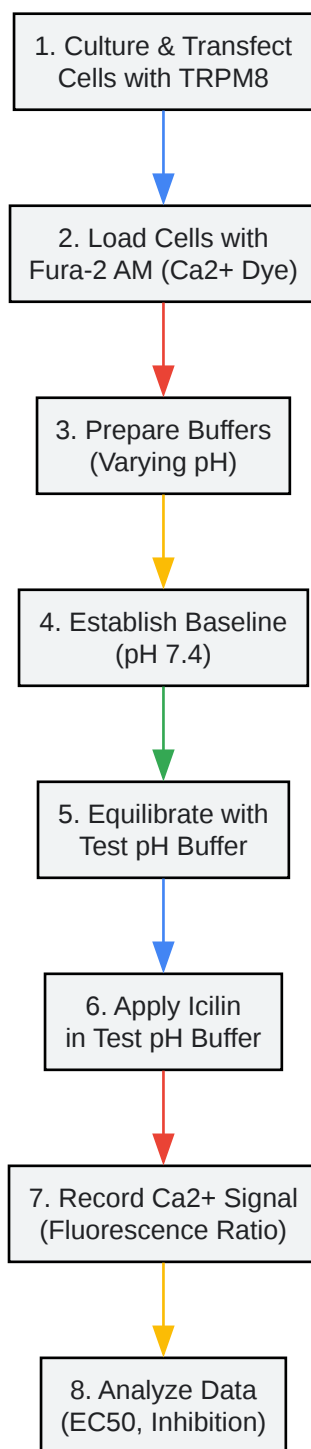 1. Culture & Transfect
Cells with TRPM8
2. Load Cells with
Fura-2 AM (Ca2+ Dye)
3. Prepare Buffers
(Varying pH)
4. Establish Baseline
(pH 7.4)
5. Equilibrate with
Test pH Buffer
6. Apply Icilin
in Test pH Buffer
7. Record Ca2+ Signal
(Fluorescence Ratio)
8. Analyze Data
(EC50, Inhibition)